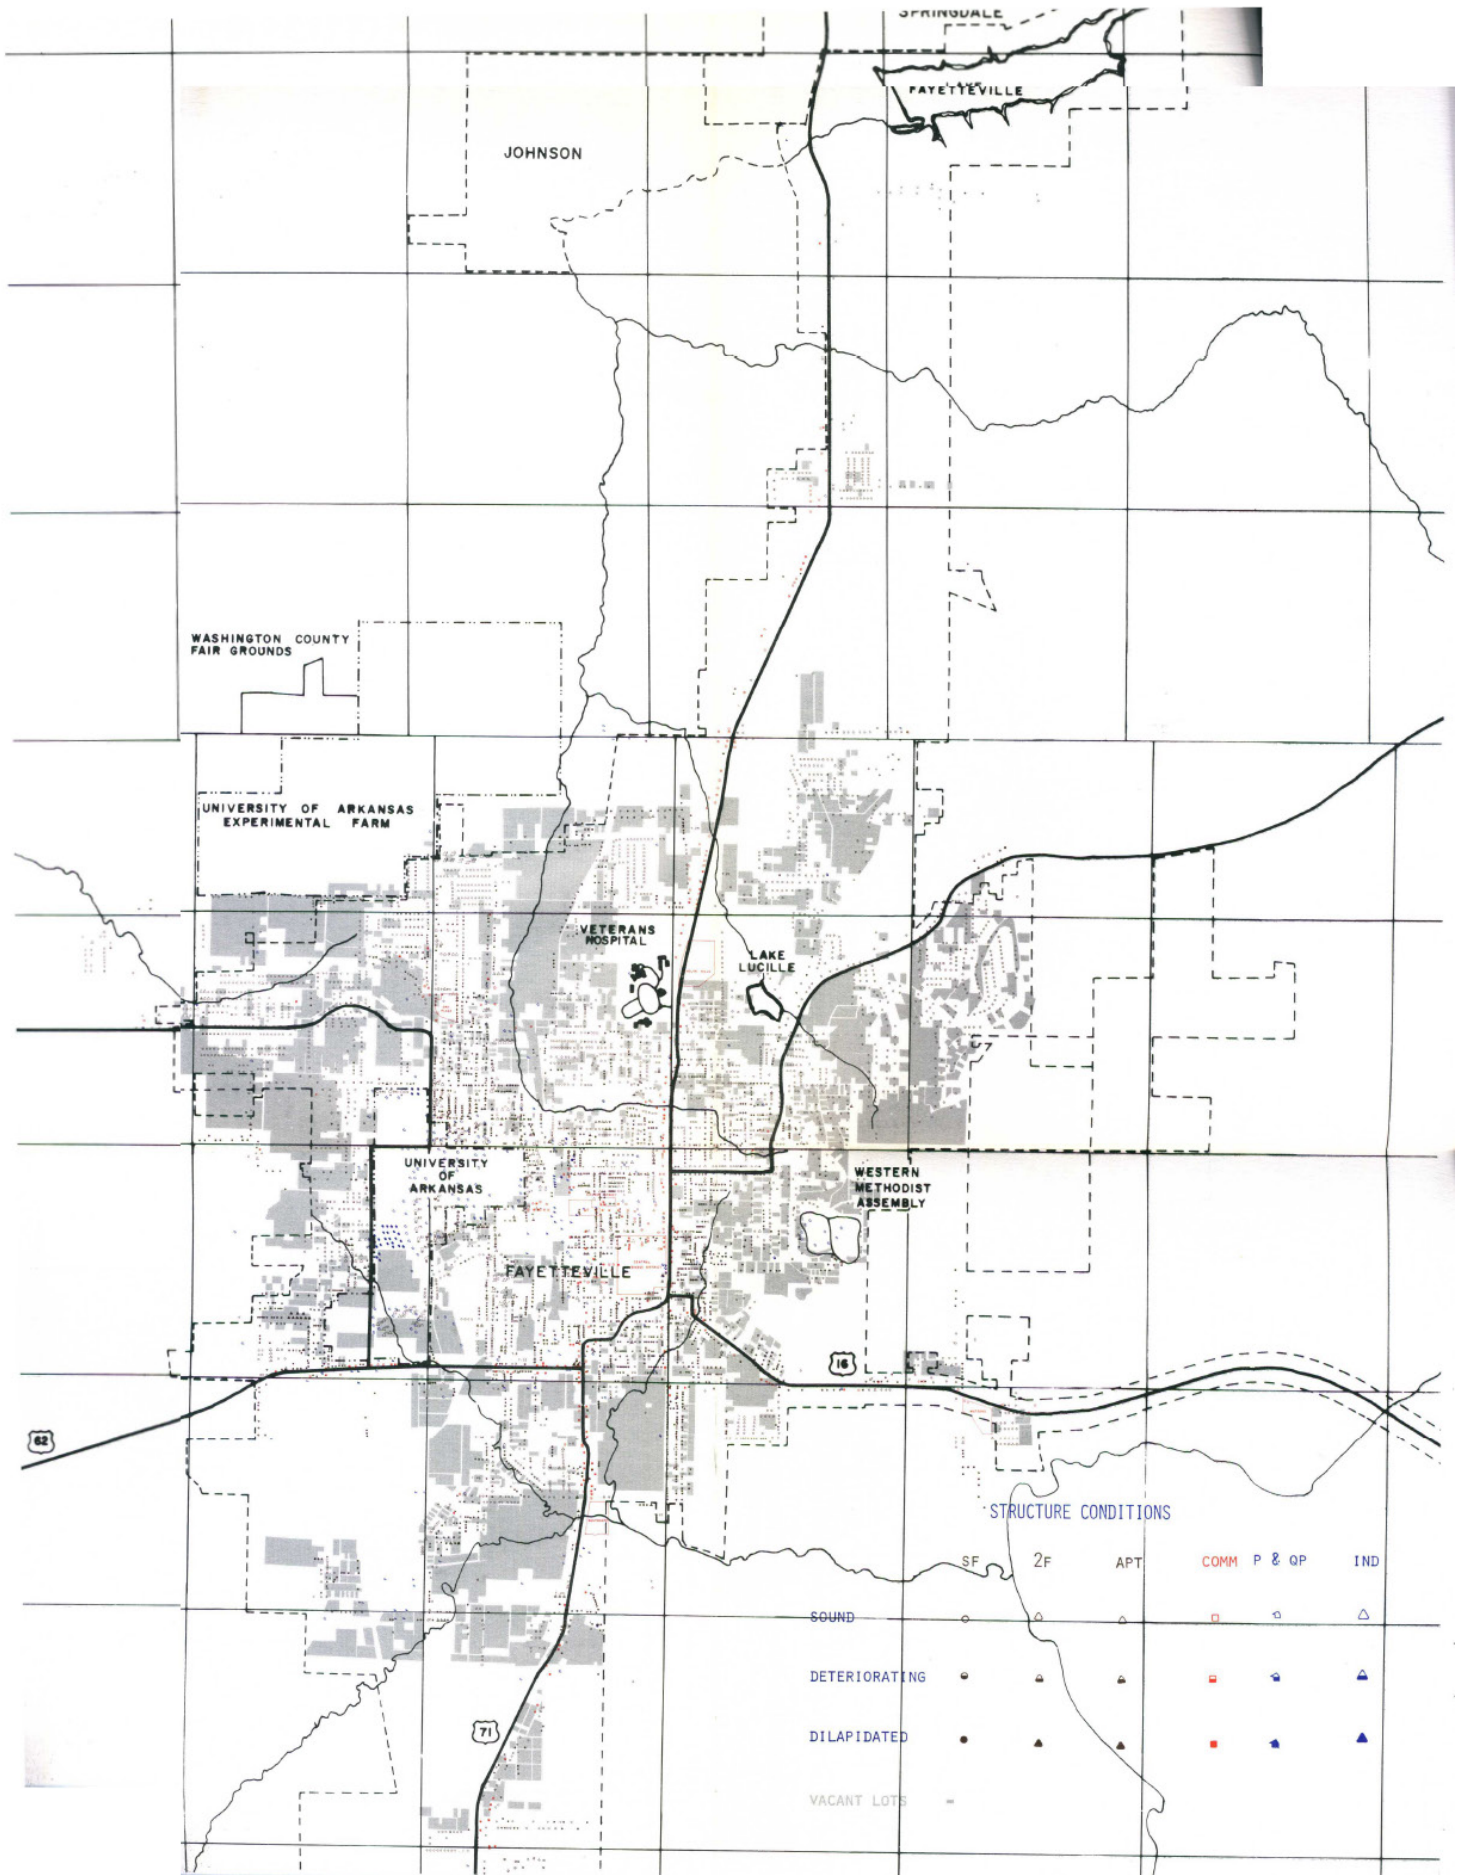 SPRINGDALE
LAKE
FAYETTEVILLE
JOHNSON
WASHINGTON COUNTY
FAIR GROUNDS
UNIVERSITY OF ARKANSAS
EXPERIMENTAL FARM
VETERANS
HOSPITAL
LAKE
LUCILLE
UNIVERSITY
OF
ARKANSAS
WESTERN
METHODIST
ASSEMBLY
FAYETTEVILLE
16
62
71
STRUCTURE CONDITIONS
SF 2F APT COMM P & QP IND
SOUND
DETERIORATING
DILAPIDATED
VACANT LOTS